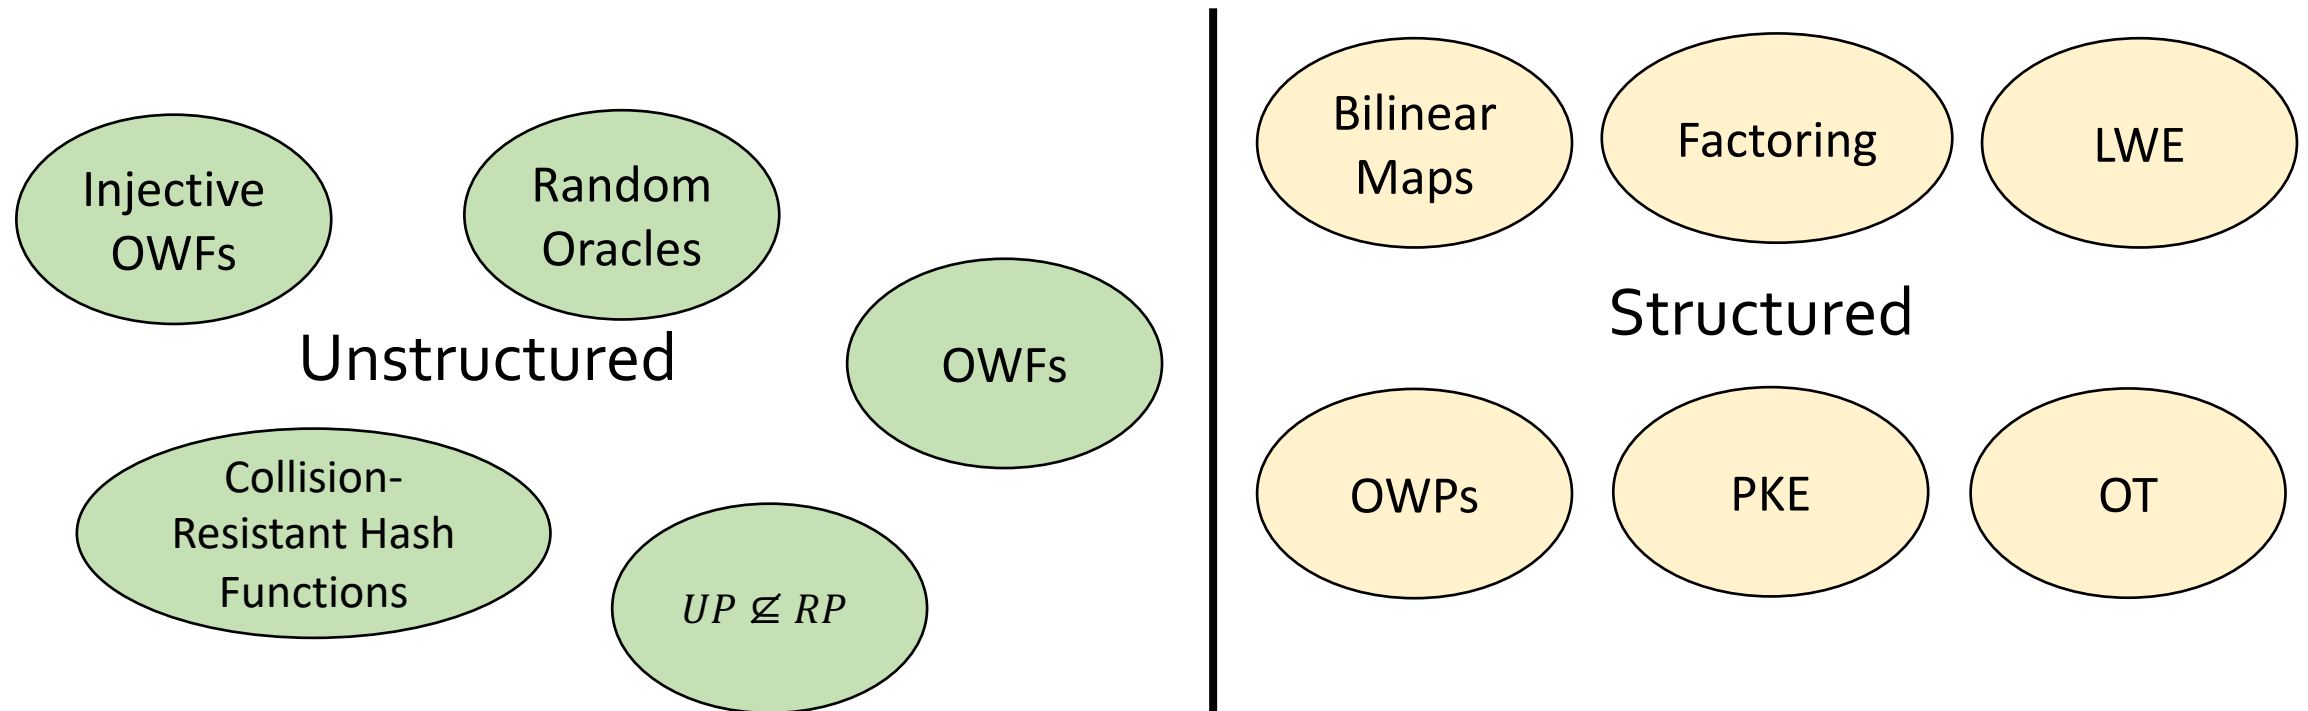 Injective
OWFs
Random
Oracles
OWFs
Unstructured
Collision-
Resistant Hash
Functions
UP ⊈ RP
Bilinear
Maps
Factoring
LWE
Structured
OWPs
PKE
OT